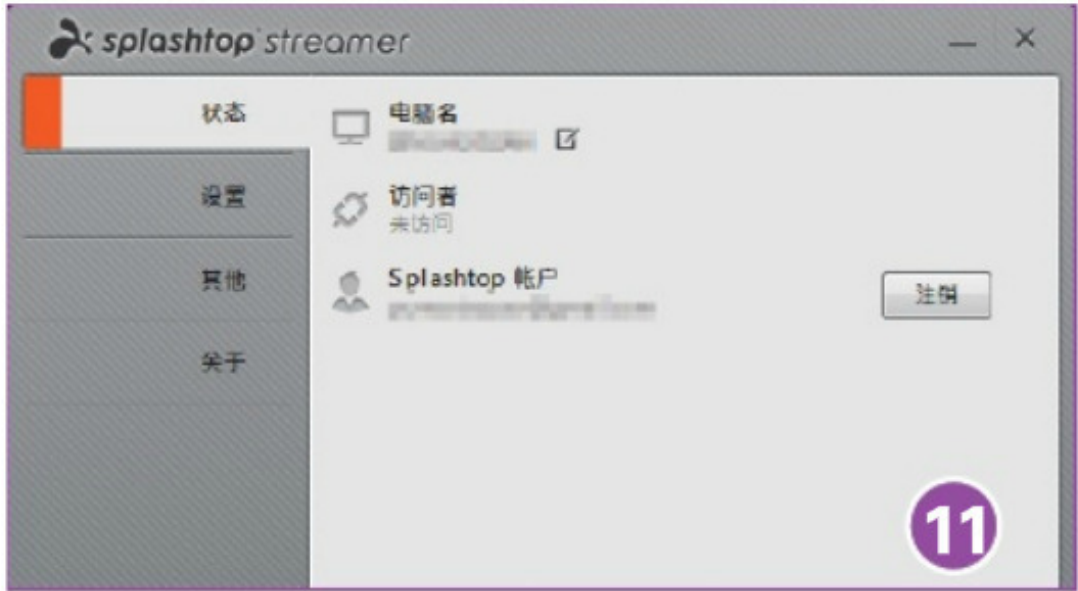 splashtop streamer
状态
电脑名
设置
访问者
未访问
其他
Splashtop 帐户
注销
关于
11